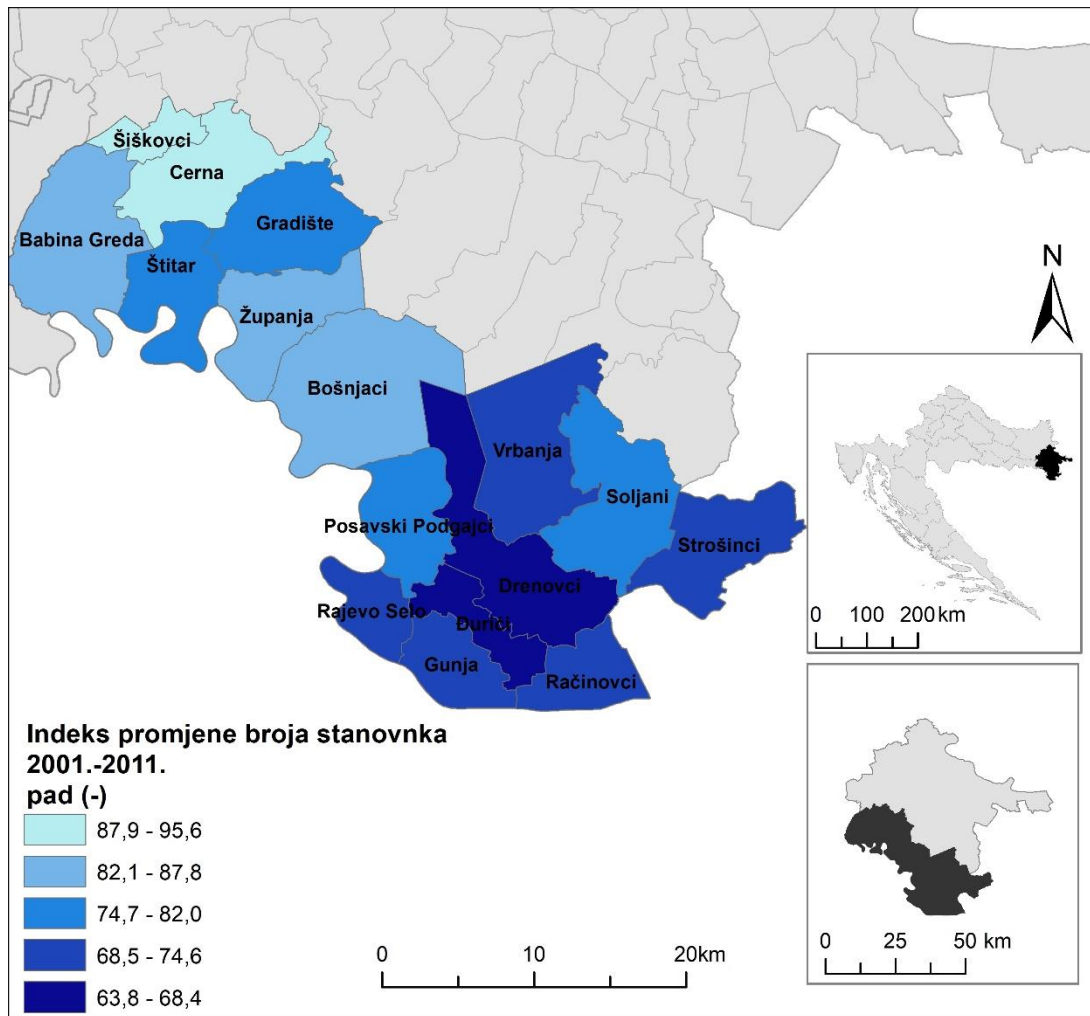 Šiškovci
Cerna
Gradište
Babina Greda
Štitar
Županja
Bošnjaci
Vrbanja
Soljani
Posavski Podgajci
Strošinci
Drenovci
Rajevo Selo
Đurići
Gunja
Račinovci
N
0 100 200 km
0 25 50 km
0 10 20km
Indeks promjene broja stanovnka
2001.-2011.
pad (-)
87,9 - 95,6
82,1 - 87,8
74,7 - 82,0
68,5 - 74,6
63,8 - 68,4